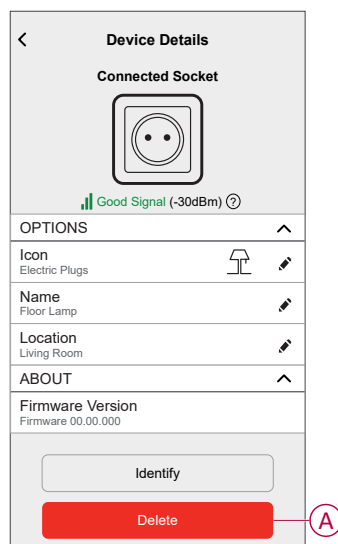 Device Details
Connected Socket
Good Signal (-30dBm) ?
OPTIONS
Icon
Electric Plugs
Name
Floor Lamp
Location
Living Room
ABOUT
Firmware Version
Firmware 00.00.000
Identify
Delete
A